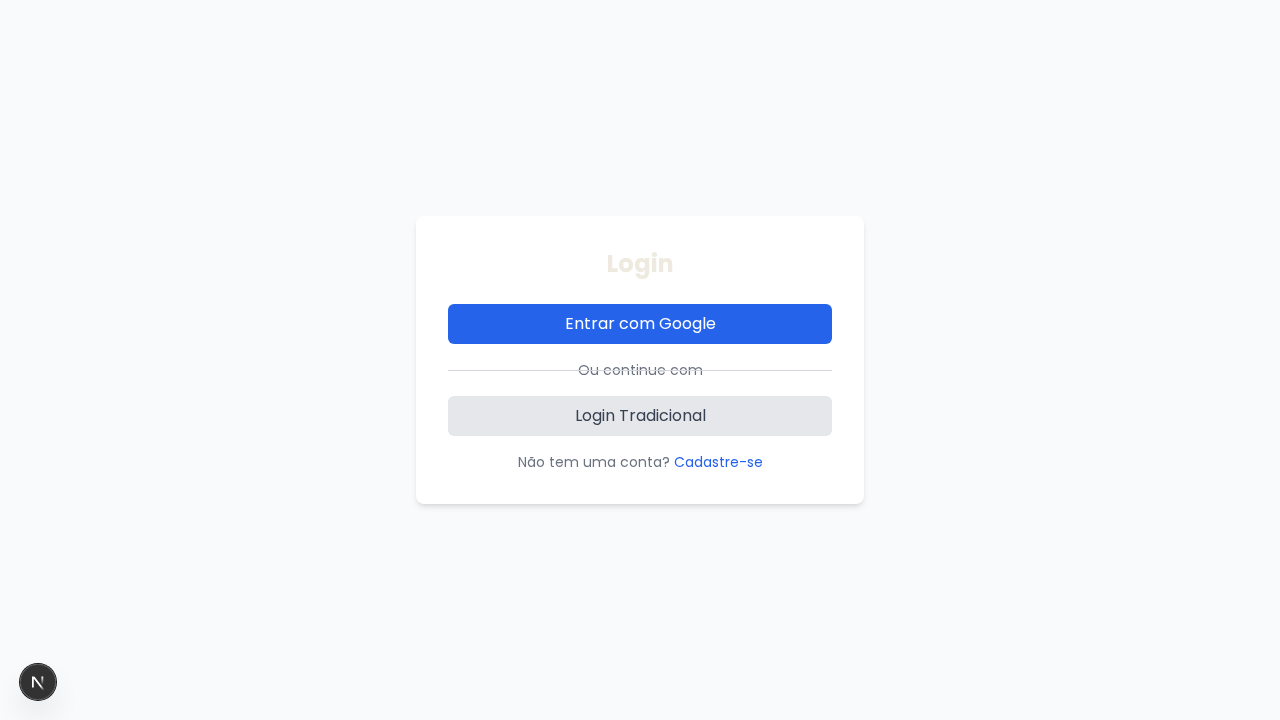 Login
Entrar com Google
Ou continue com
Login Tradicional
Não tem uma conta? Cadastre-se
N